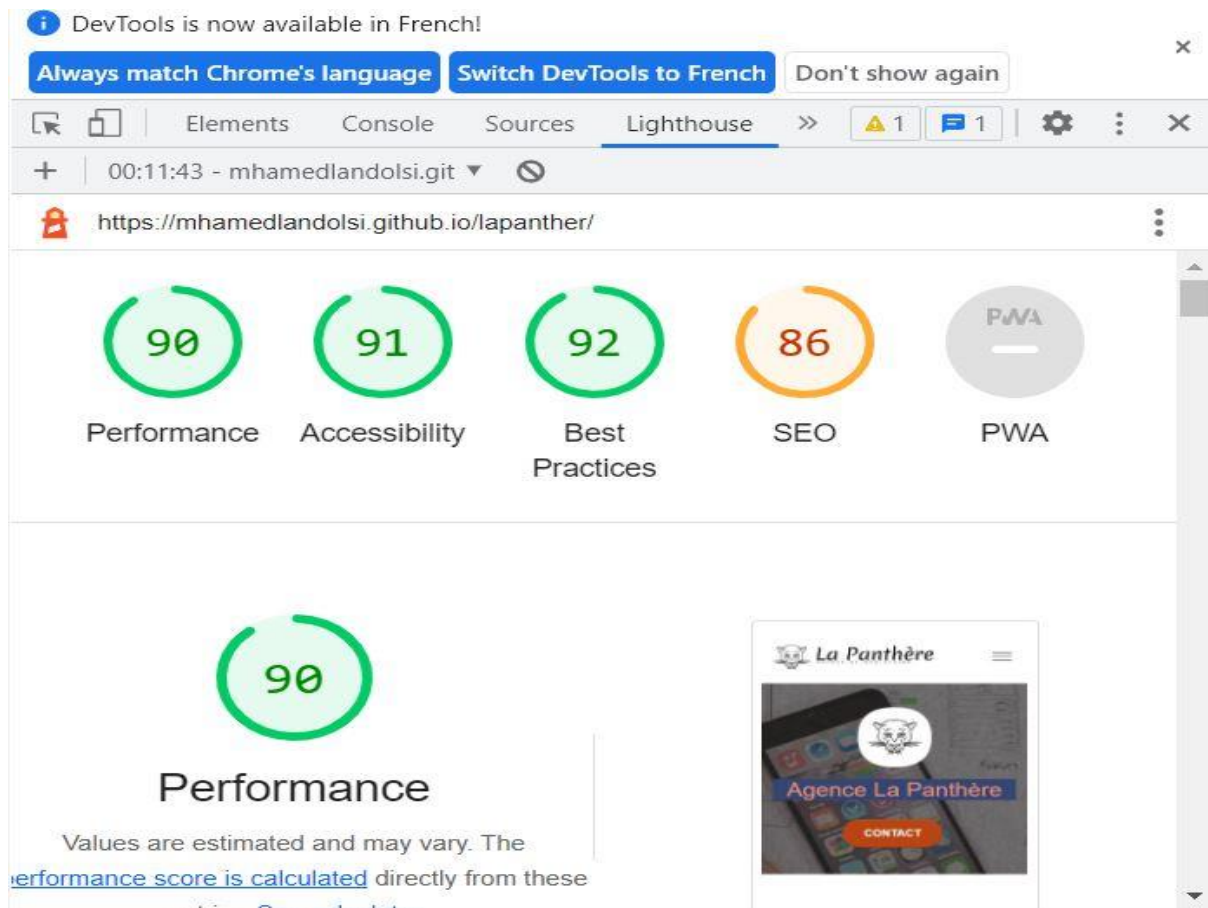 DevTools is now available in French!
Always match Chrome's language Switch DevTools to French Don't show again
Elements Console Sources Lighthouse 1 1
00:11:43 - mhamedlandolsi.git
https://mhamedlandolsi.github.io/lapanther/
90 91 92 86 PWA
Performance Accessibility Best Practices SEO PWA
90
La Panthère
Performance
Agence La Panthère
CONTACT
Values are estimated and may vary. The
erformance score is calculated directly from these